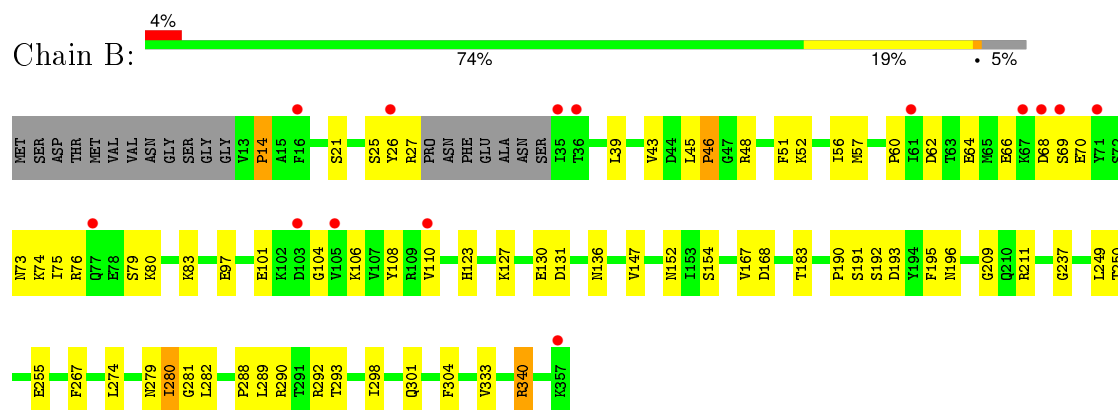 4%
Chain B:
74% 19% • 5%
MET SER ASP THR MET VAL VAL ASN GLY SER GLY GLY V13 P14 A15 F16 S21 S25 Y26 R27 PRO ASN PHE GLU ALA ASN SER I35 T36 L39 V43 D44 L45 P46 G47 R48 F51 K52 I56 M57 P60 I61 D62 T63 E64 M65 E66 K67 D68 S69 E70 Y71 S72
N73 K74 I75 R76 Q77 E78 S79 K80 K83 E97 E101 K102 D103 G104 V105 K106 V107 Y108 R109 V110 H123 K127 E130 D131 N136 V147 N152 I153 S154 V167 D168 T183 P190 S191 S192 D193 Y194 F195 N196 G209 Q210 R211 G237 L249 T250
E255 F267 L274 N279 I280 G281 L282 P288 L289 R290 T291 R292 T293 I298 Q301 F304 V333 R340 K357